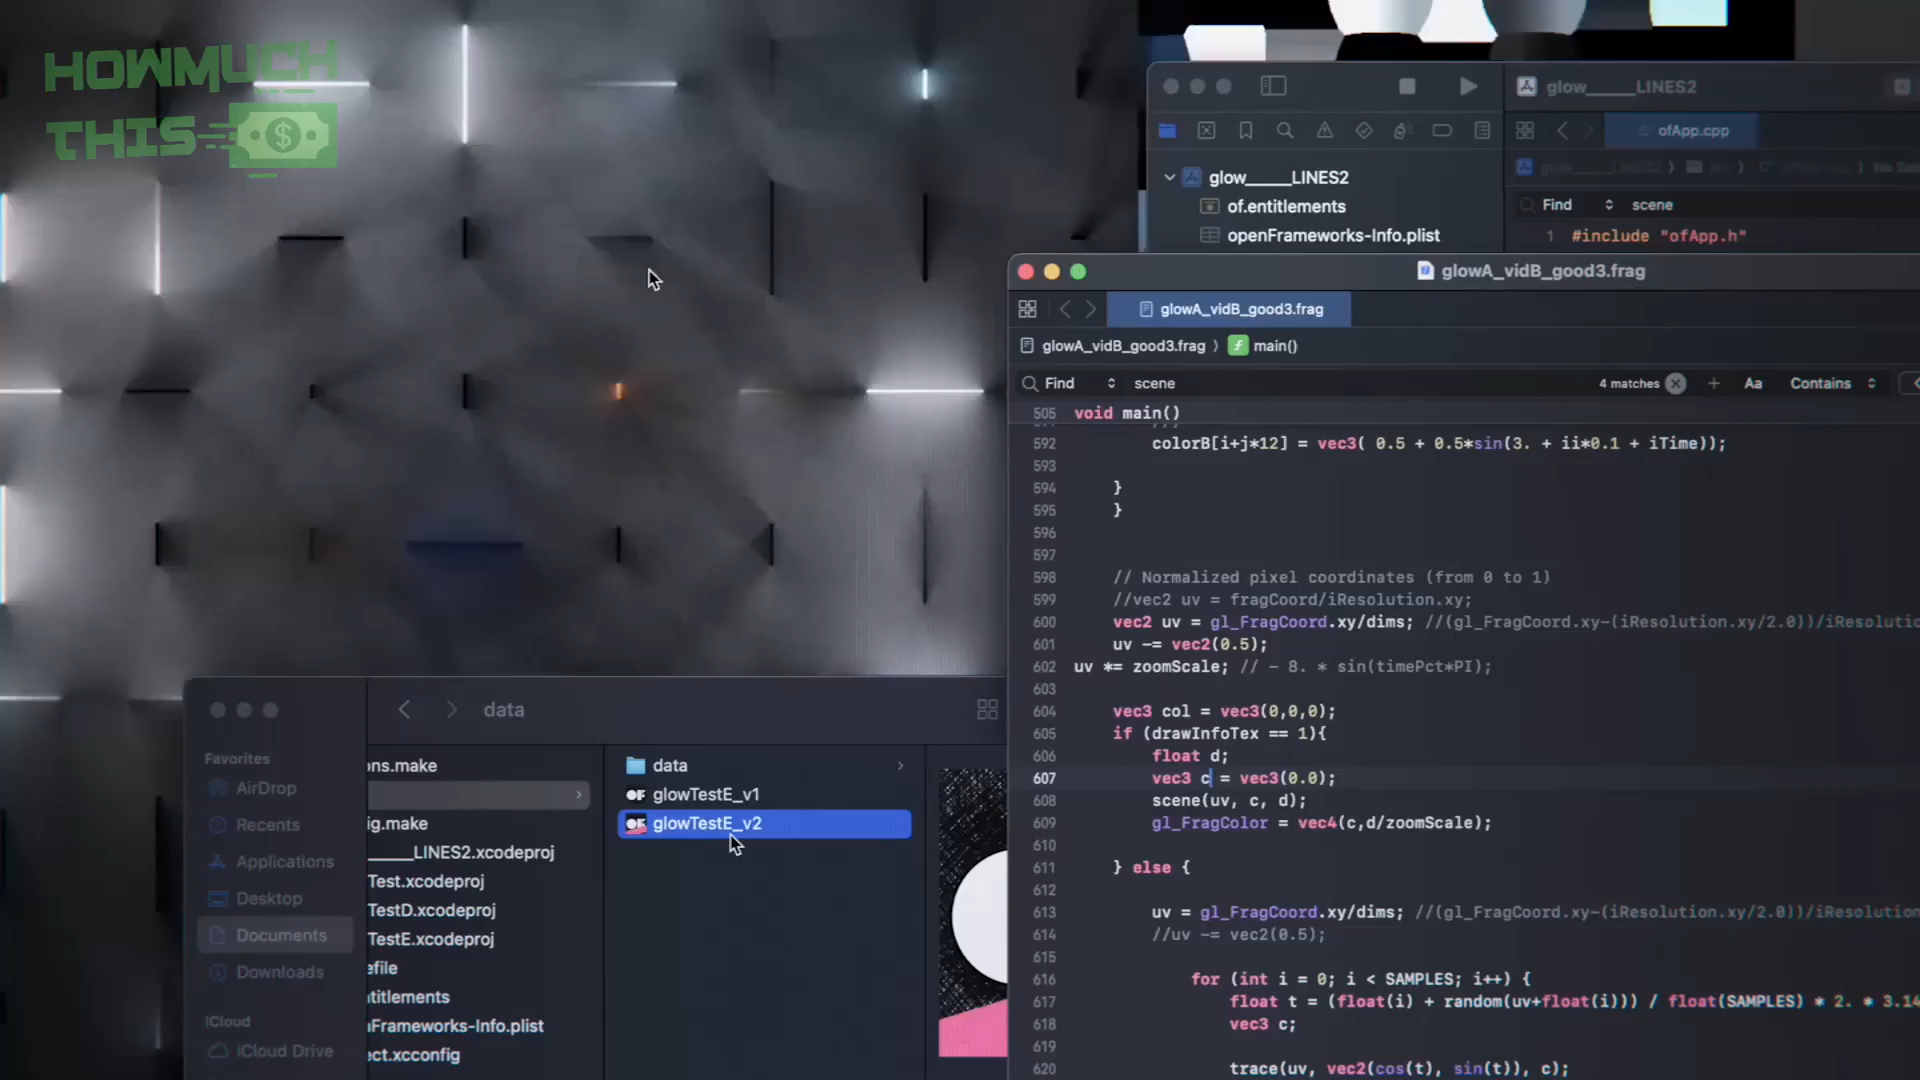 HOWMUCH
THIS
$
glow_____LINES2
ofApp.cpp
glow_____LINES2
of.entitlements
openFrameworks-Info.plist
Find
scene
1 #include "ofApp.h"
glowA_vidB_good3.frag
glowA_vidB_good3.frag
glowA_vidB_good3.frag
main()
Find
scene
4 matches
Aa
Contains
505 void main()
592 colorB[i+j*12] = vec3( 0.5 + 0.5*sin(3. + ii*0.1 + iTime));
593
594 }
595 }
596
597
598 // Normalized pixel coordinates (from 0 to 1)
599 //vec2 uv = fragCoord/iResolution.xy;
600 vec2 uv = gl_FragCoord.xy/dims; //(gl_FragCoord.xy-(iResolution.xy/2.0))/iResolutio
601 uv -= vec2(0.5);
602 uv *= zoomScale; // - 8. * sin(timePct*PI);
603
604 vec3 col = vec3(0,0,0);
605 if (drawInfoTex == 1){
606 float d;
607 vec3 c = vec3(0.0);
608 scene(uv, c, d);
609 gl_FragColor = vec4(c,d/zoomScale);
610
611 } else {
612
613 uv = gl_FragCoord.xy/dims; //(gl_FragCoord.xy-(iResolution.xy/2.0))/iResolution
614 //uv -= vec2(0.5);
615
616 for (int i = 0; i < SAMPLES; i++) {
617 float t = (float(i) + random(uv+float(i))) / float(SAMPLES) * 2. * 3.14
618 vec3 c;
619
620 trace(uv, vec2(cos(t), sin(t)), c);
data
Favorites
AirDrop
Recents
Applications
Desktop
Documents
Downloads
iCloud
iCloud Drive
ons.make
ig.make
_____LINES2.xcodeproj
Test.xcodeproj
TestD.xcodeproj
TestE.xcodeproj
efile
ntitlements
nFrameworks-Info.plist
ect.xcconfig
data
glowTestE_v1
glowTestE_v2